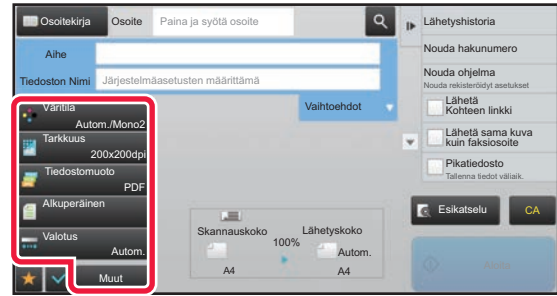 Osoitekirja
Osoite
Paina ja syötä osoite
Aihe
Tiedoston Nimi
Järjestelmäasetusten määrittämä
Vaihtoehdot
Väritila
Autom./Mono2
Tarkkuus
200x200dpi
Tiedostomuoto
PDF
Alkuperäinen
Valotus
Autom.
Muut
Skannauskoko
100%
Lähetyskoko
Autom.
A4
A4
Lähetyshistoria
Nouda hakunumero
Nouda ohjelma
Nouda rekisteröidyt asetukset
Lähetä
Kohteen linkki
Lähetä sama kuva
kuin faksiosoite
Pikatiedosto
Tallenna tiedot väliaik.
Esikatselu
CA